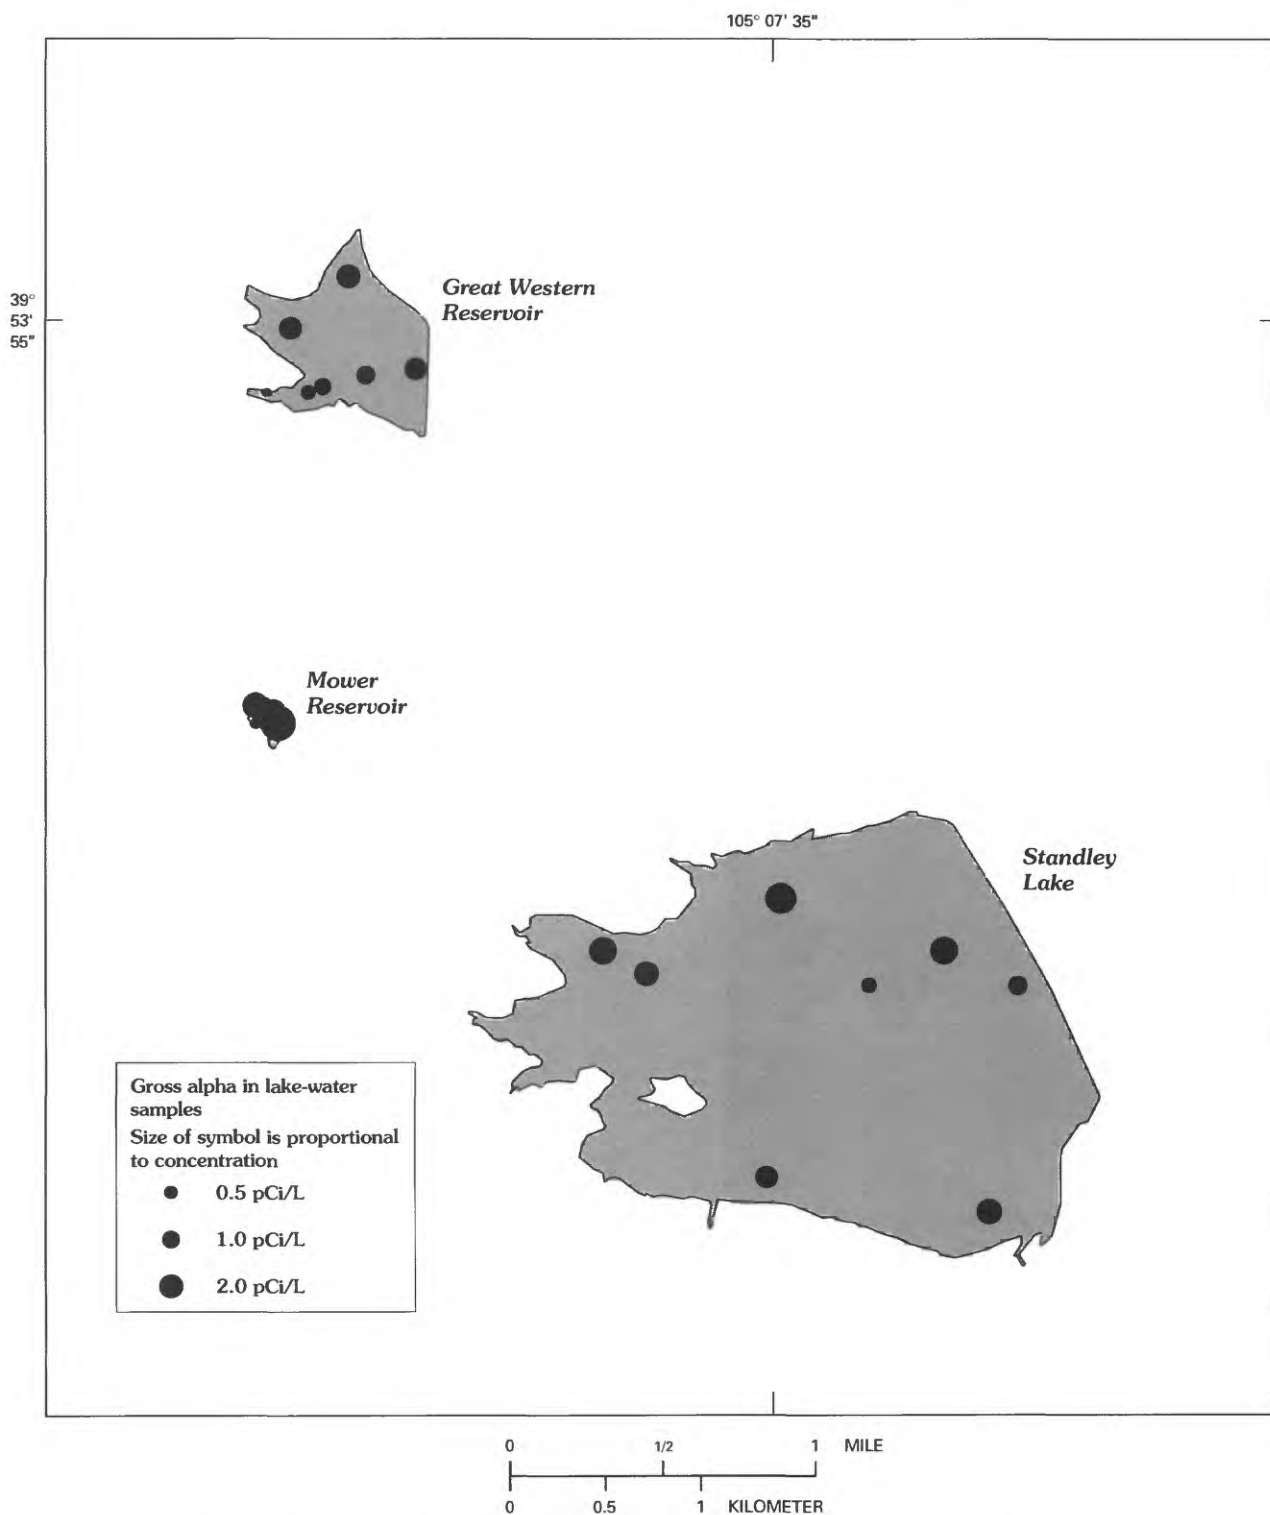 105° 07' 35"
39°
53'
55"
Great Western
Reservoir
Mower
Reservoir
Standley
Lake
Gross alpha in lake-water
samples
Size of symbol is proportional
to concentration
0.5 pCi/L
1.0 pCi/L
2.0 pCi/L
0 1/2 1 MILE
0 0.5 1 KILOMETER